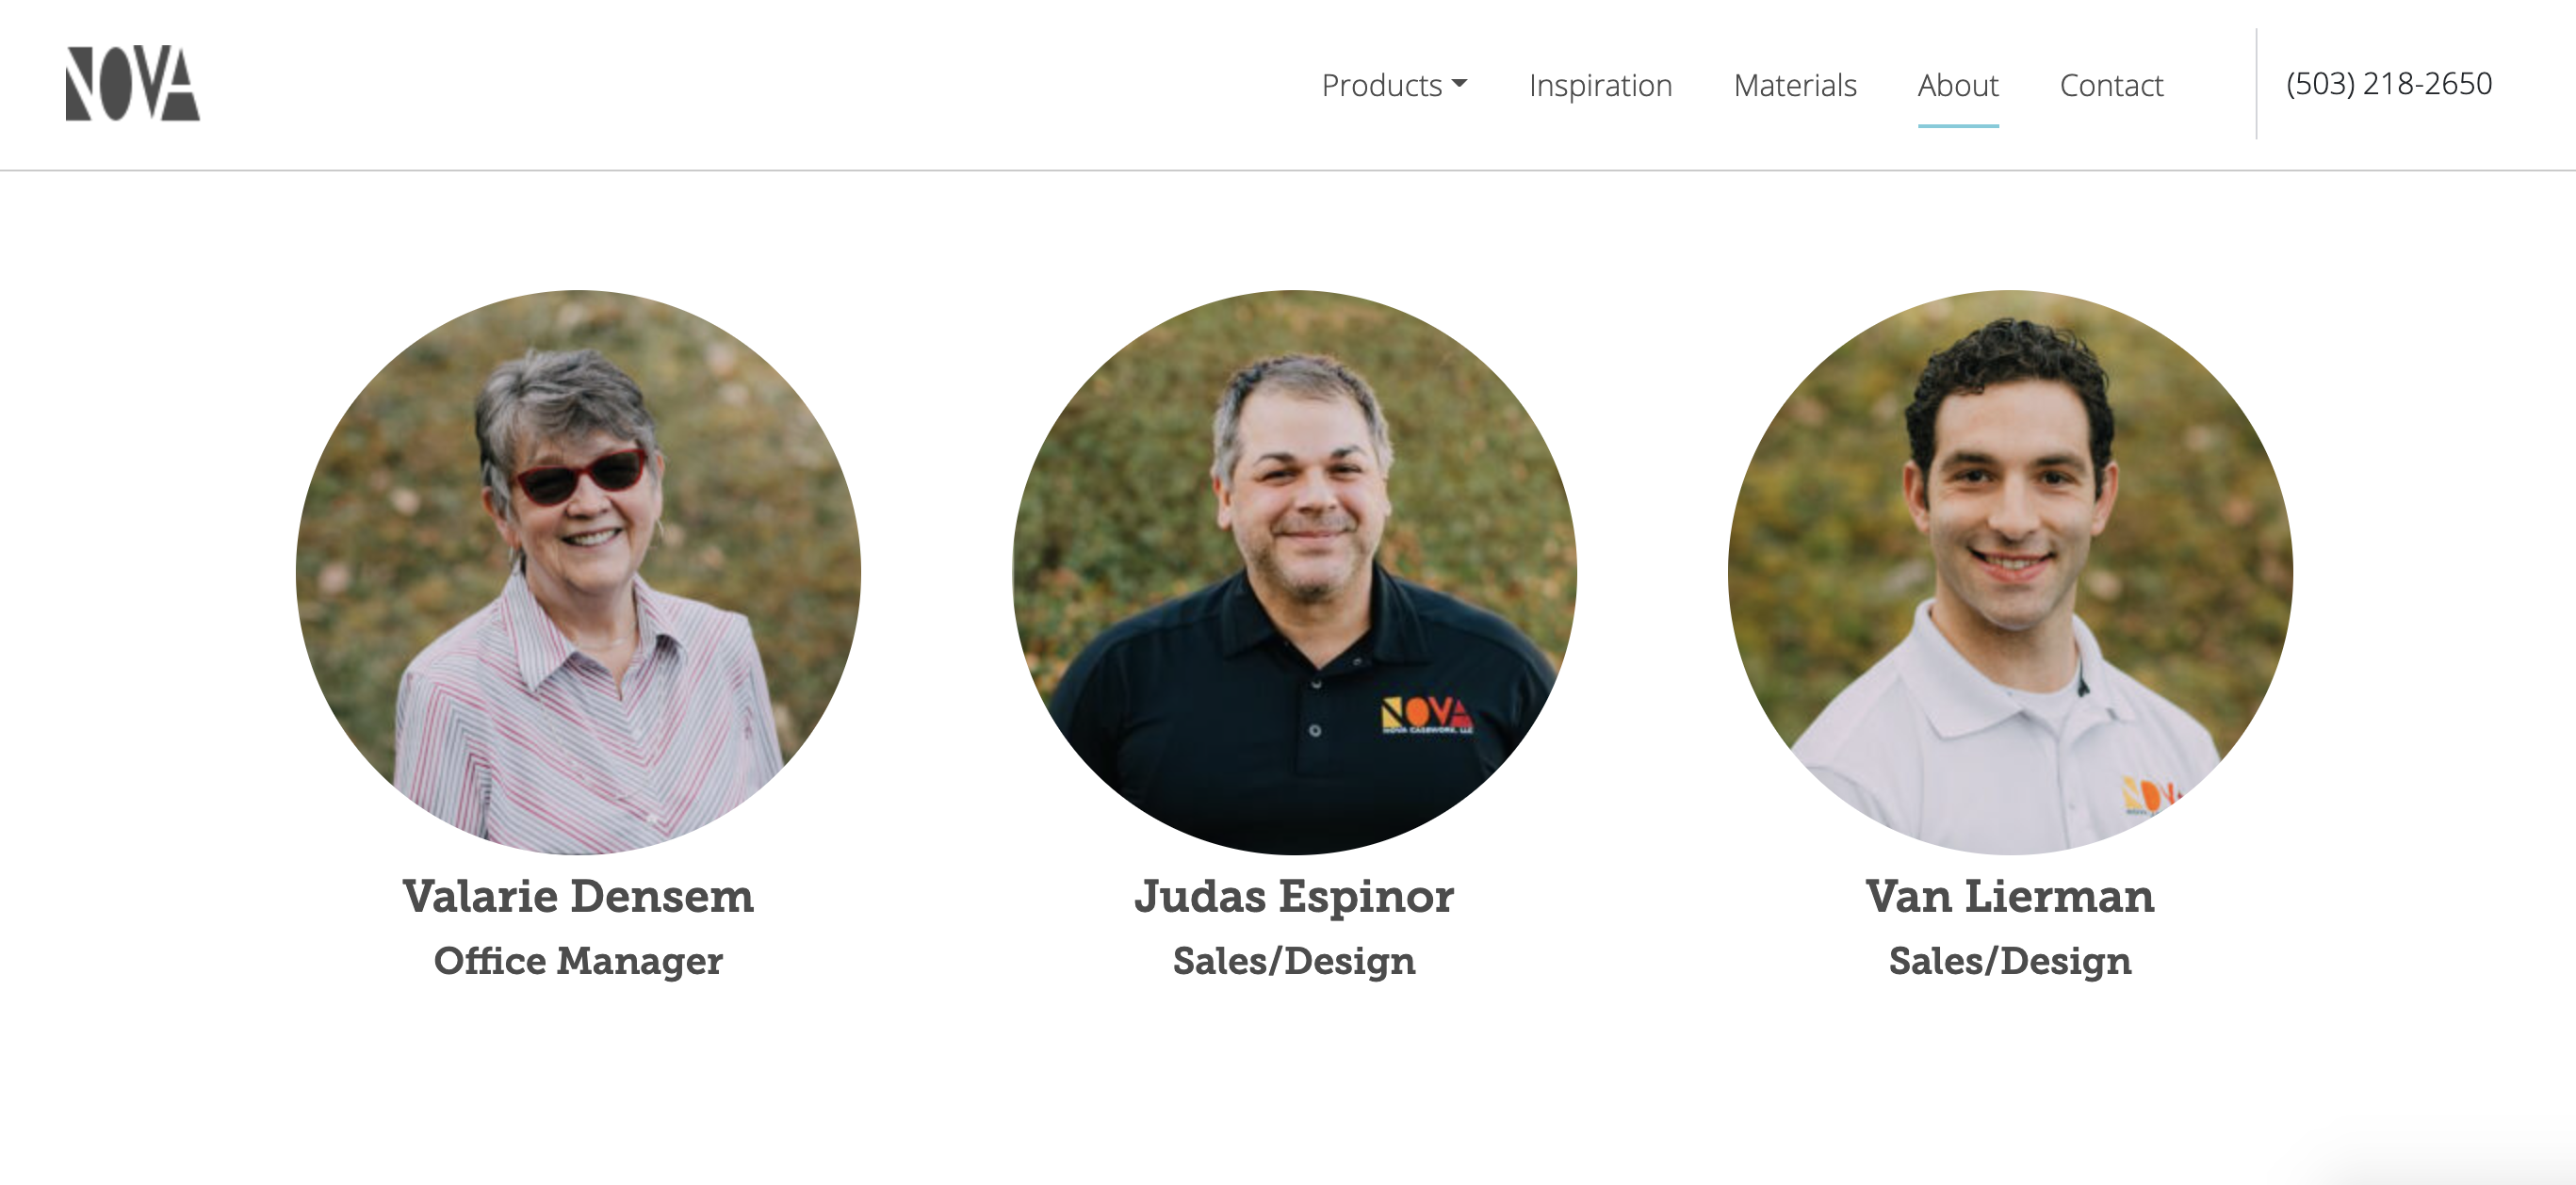 NOVA
Products
Inspiration
Materials
About
Contact
(503) 218-2650
NOVA
NOVA CASEWORK, LLC
NOVA
Valarie Densem
Judas Espinor
Van Lierman
Office Manager
Sales/Design
Sales/Design